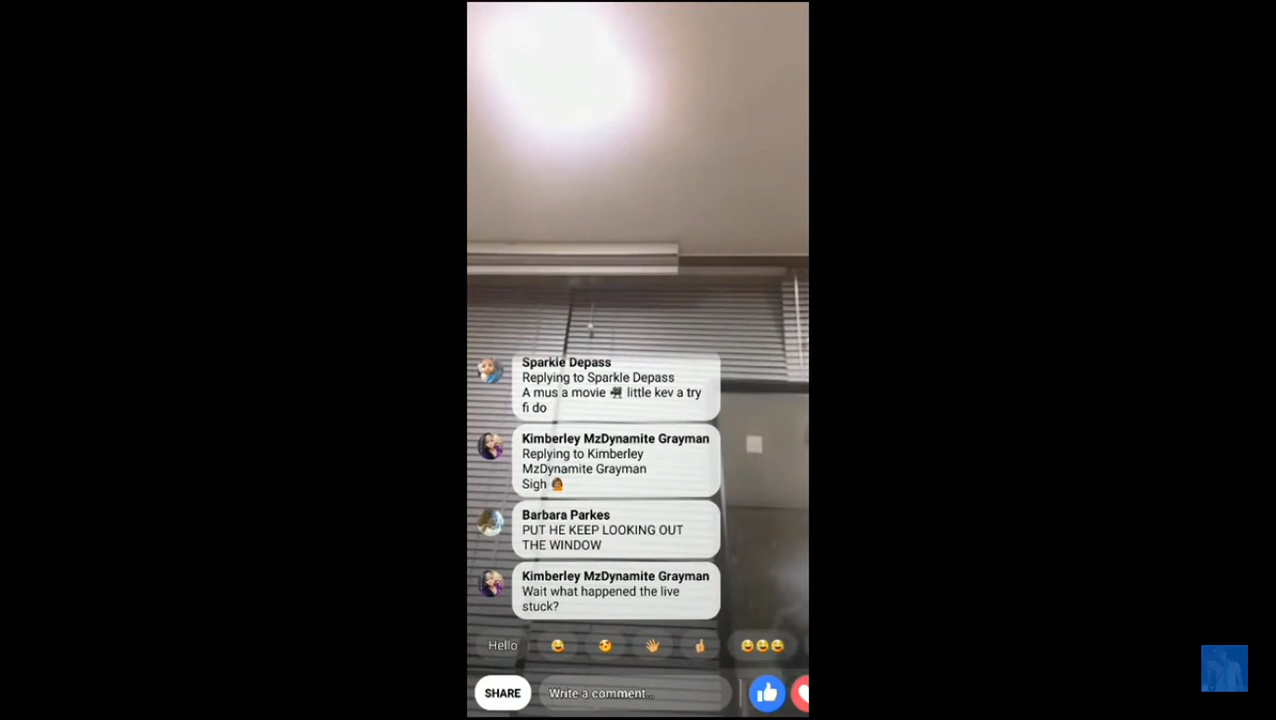 Sparkle Depass
Replying to Sparkle Depass
A mus a movie 🎥 little kev a try
fi do
Kimberley MzDynamite Grayman
Replying to Kimberley
MzDynamite Grayman
Sigh 🤦
Barbara Parkes
PUT HE KEEP LOOKING OUT
THE WINDOW
Kimberley MzDynamite Grayman
Wait what happened the live
stuck?
Hello
SHARE Write a comment...